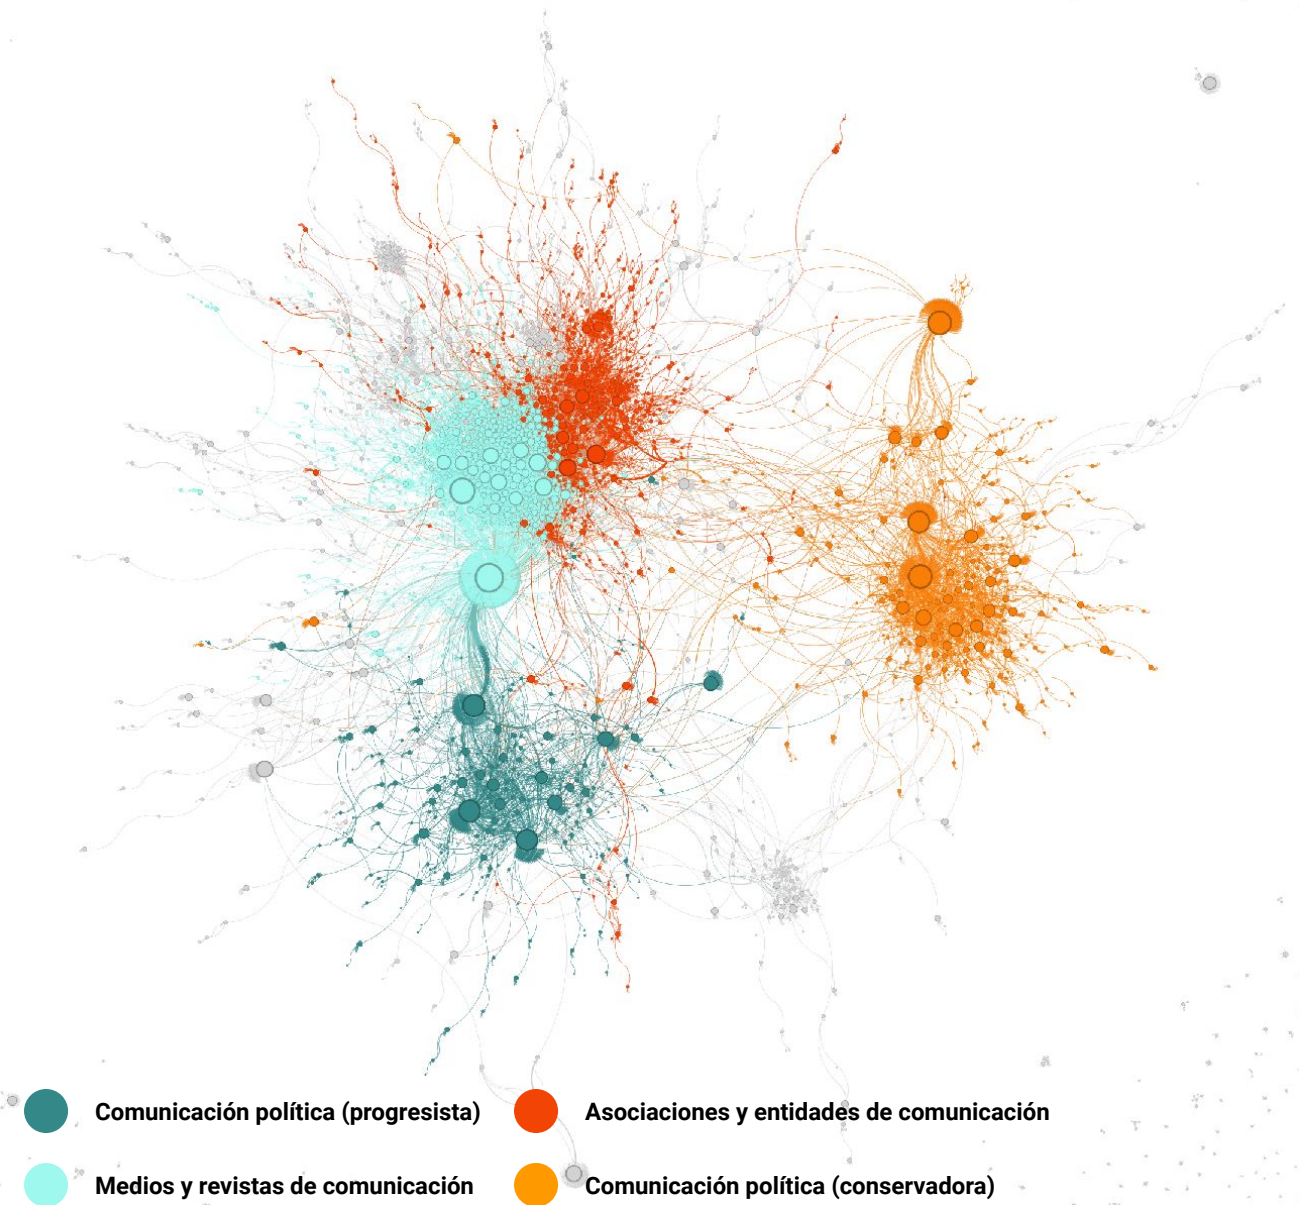 Comunicación política (progresista)
Asociaciones y entidades de comunicación
Medios y revistas de comunicación
Comunicación política (conservadora)